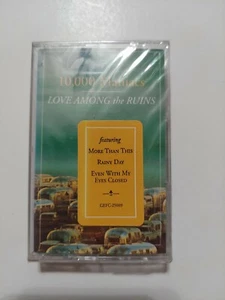 10,000 Maniacs
LOVE AMONG the RUINS
featuring
MORE THAN THIS
RAINY DAY
EVEN WITH MY
EYES CLOSED